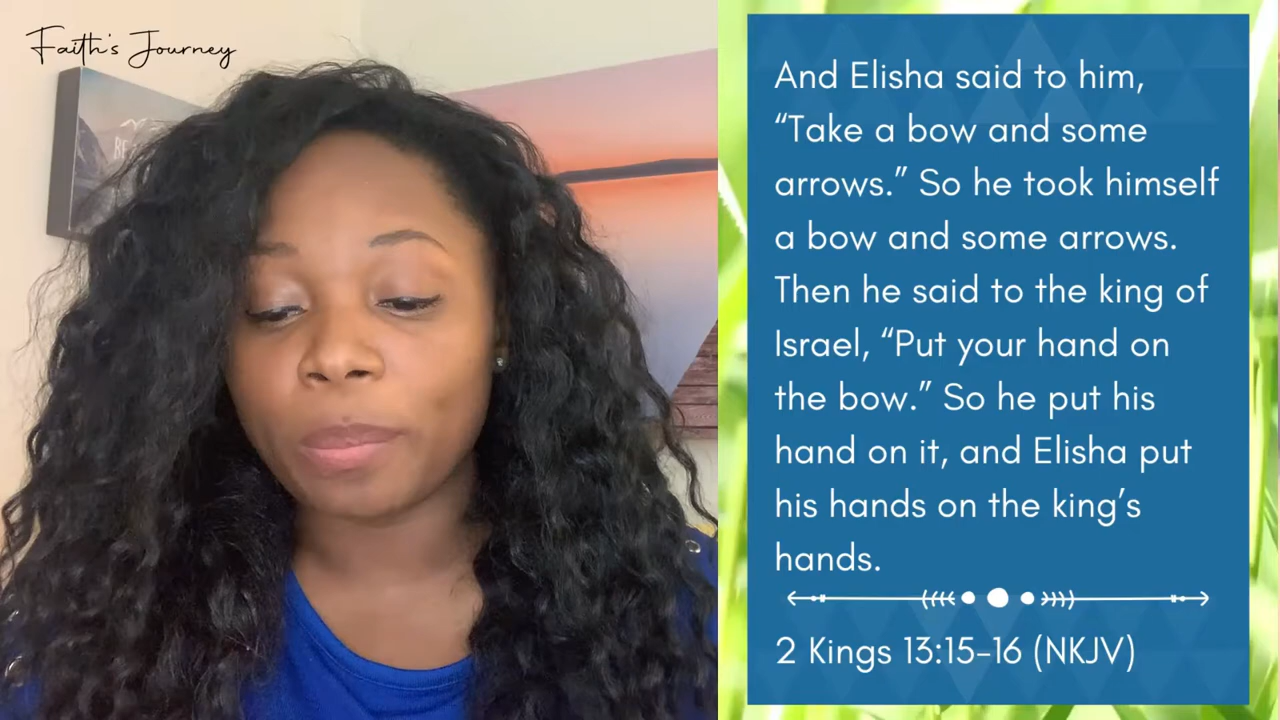 Faith's Journey
BE
And Elisha said to him,
“Take a bow and some
arrows.” So he took himself
a bow and some arrows.
Then he said to the king of
Israel, “Put your hand on
the bow.” So he put his
hand on it, and Elisha put
his hands on the king’s
hands.
2 Kings 13:15-16 (NKJV)